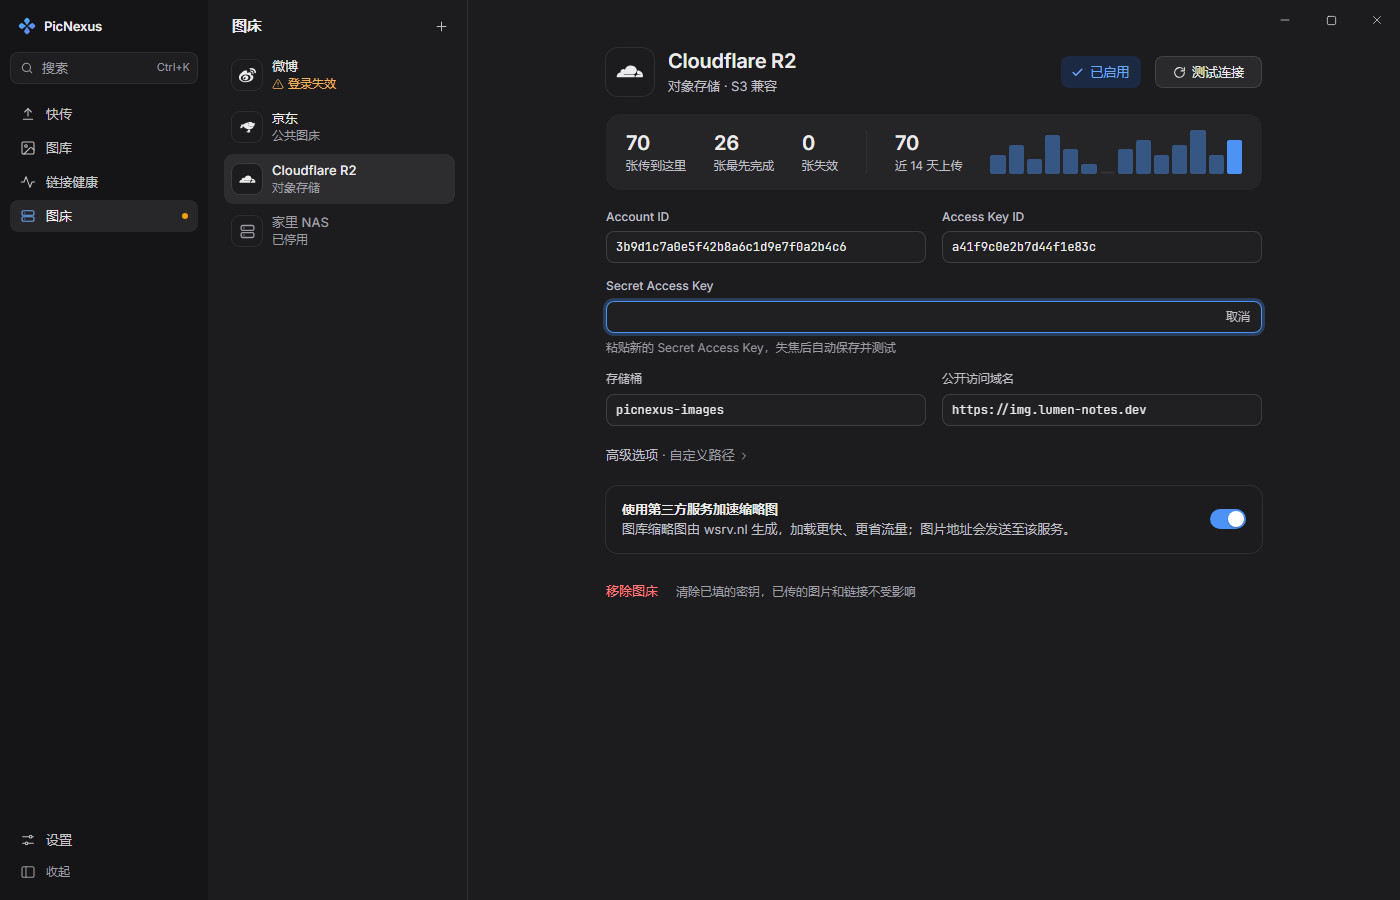 PicNexus
搜索
Ctrl+K
快传
图库
链接健康
图床
设置
收起
图床
微博
登录失效
京东
公共图床
Cloudflare R2
对象存储
家里 NAS
已停用
Cloudflare R2
对象存储 · S3 兼容
已启用
测试连接
70
张传到这里
26
张最先完成
0
张失效
70
近 14 天上传
Account ID
3b9d1c7a0e5f42b8a6c1d9e7f0a2b4c6
Access Key ID
a41f9c0e2b7d44f1e83c
Secret Access Key
取消
粘贴新的 Secret Access Key，失焦后自动保存并测试
存储桶
picnexus-images
公开访问域名
https://img.lumen-notes.dev
高级选项 · 自定义路径
使用第三方服务加速缩略图
图库缩略图由 wsrv.nl 生成，加载更快、更省流量；图片地址会发送至该服务。
移除图床
清除已填的密钥，已传的图片和链接不受影响